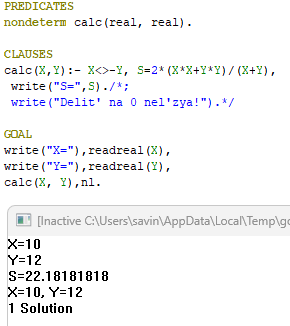 PREDICATES
nondeterm calc(real, real).
CLAUSES
calc(X,Y):- X<>-Y, S=2*(X*X+Y*Y)/(X+Y),
write("S=",S)./*;
write("Delit' na 0 nel'zya!").*/
GOAL
write("X="),readreal(X),
write("Y="),readreal(Y),
calc(X, Y),nl.
[Inactive C:\Users\savin\AppData\Local\Temp\go
X=10
Y=12
S=22.18181818
X=10, Y=12
1 Solution